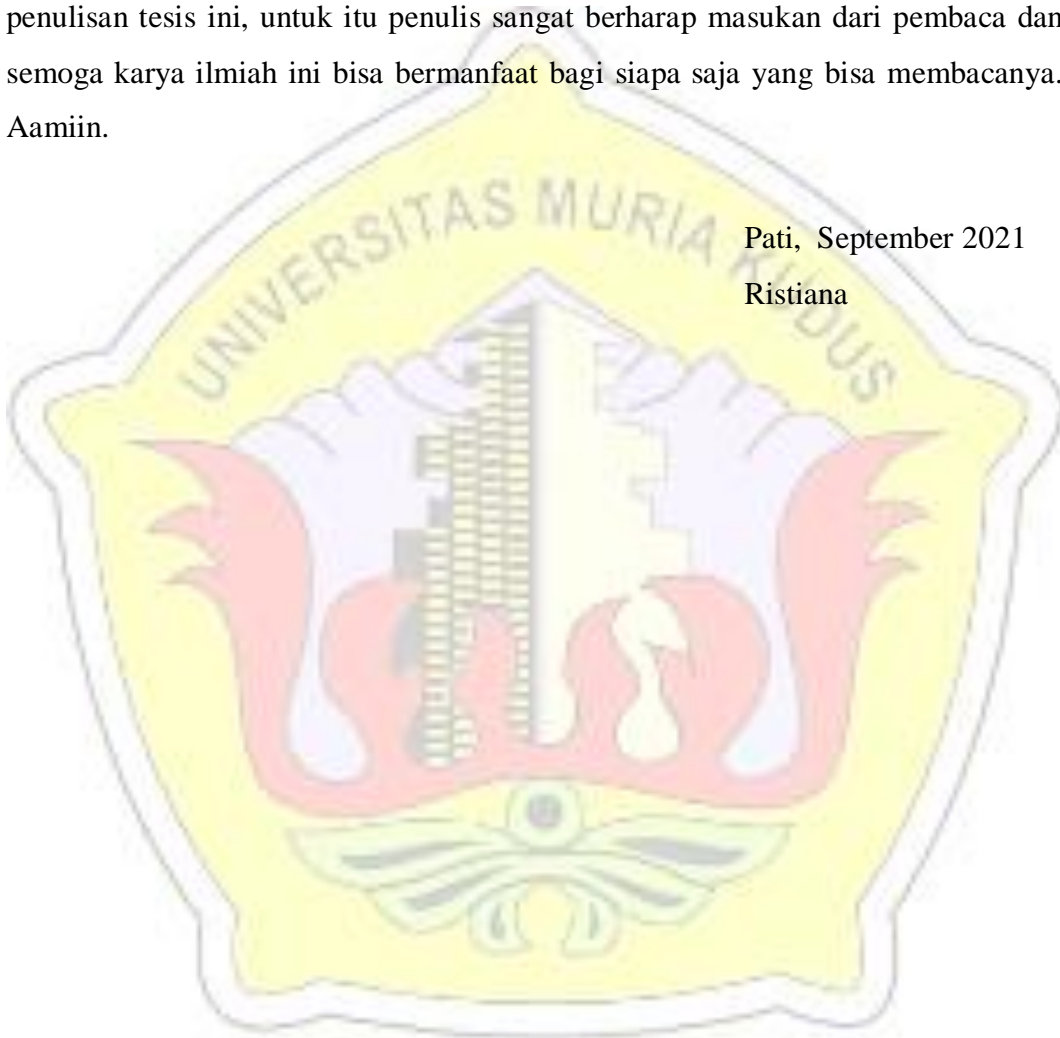 penulisan tesis ini, untuk itu penulis sangat berharap masukan dari pembaca dan
semoga karya ilmiah ini bisa bermanfaat bagi siapa saja yang bisa membacanya.
Aamiin.
UNIVERSITAS MURIA KUDUS
Pati, September 2021
Ristiana